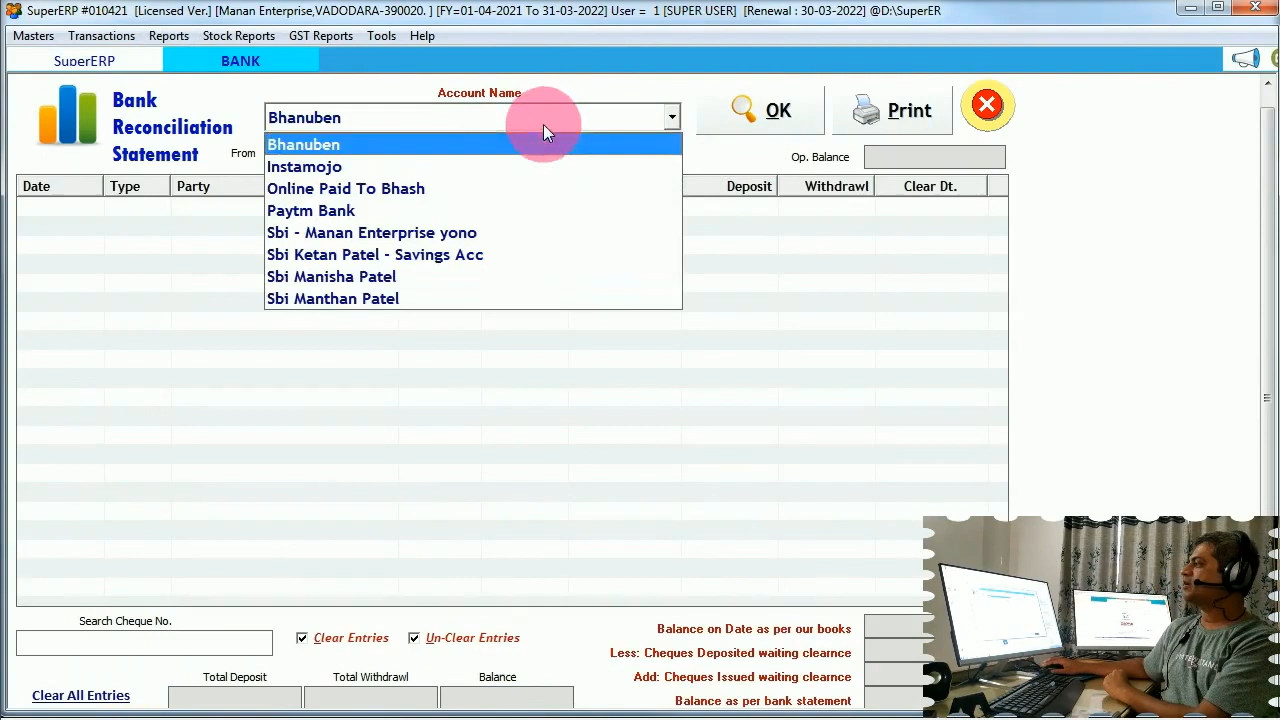 SuperERP #010421 [Licensed Ver.] [Manan Enterprise,VADODARA-390020. ] [FY=01-04-2021 To 31-03-2022] User = 1 [SUPER USER] [Renewal : 30-03-2022] @D:\SuperER
Masters Transactions Reports Stock Reports GST Reports Tools Help
SuperERP BANK
Bank
Reconciliation
Statement
Account Name
Bhanuben
OK Print
From
Op. Balance
Date Type Party Deposit Withdrawl Clear Dt.
Bhanuben
Instamojo
Online Paid To Bhash
Paytm Bank
Sbi - Manan Enterprise yono
Sbi Ketan Patel - Savings Acc
Sbi Manisha Patel
Sbi Manthan Patel
Search Cheque No.
Clear Entries Un-Clear Entries
Clear All Entries
Total Deposit Total Withdrawl Balance
Balance on Date as per our books
Less: Cheques Deposited waiting clearnce
Add: Cheques Issued waiting clearnce
Balance as per bank statement